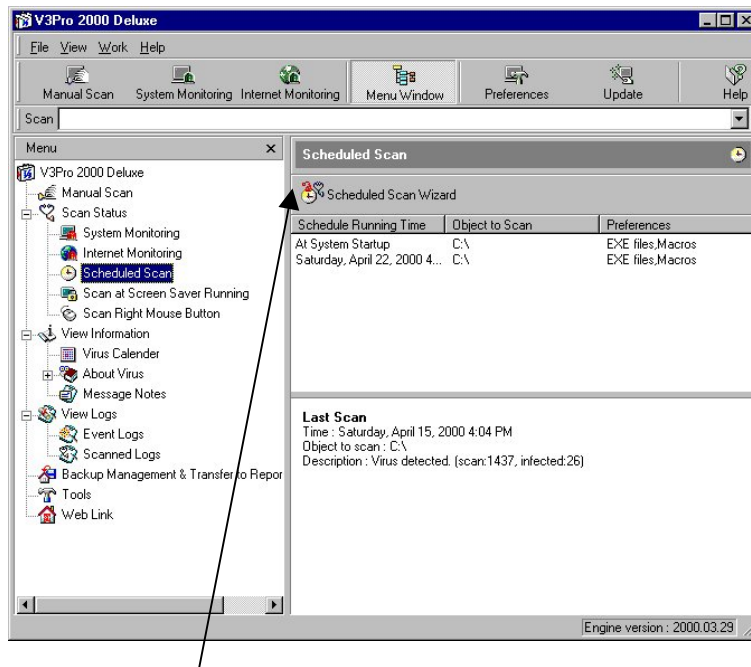 V3Pro 2000 Deluxe
File View Work Help
Manual Scan System Monitoring Internet Monitoring Menu Window Preferences Update Help
Scan
Menu
V3Pro 2000 Deluxe
Manual Scan
Scan Status
System Monitoring
Internet Monitoring
Scheduled Scan
Scan at Screen Saver Running
Scan Right Mouse Button
View Information
Virus Calender
About Virus
Message Notes
View Logs
Event Logs
Scanned Logs
Backup Management & Transfer to Repor
Tools
Web Link
Scheduled Scan
Scheduled Scan Wizard
Schedule Running Time Object to Scan Preferences
At System Startup C:\ EXE files,Macros
Saturday, April 22, 2000 4... C:\ EXE files,Macros
Last Scan
Time : Saturday, April 15, 2000 4:04 PM
Object to scan : C:\
Description : Virus detected. (scan:1437, infected:26)
Engine version : 2000.03.29